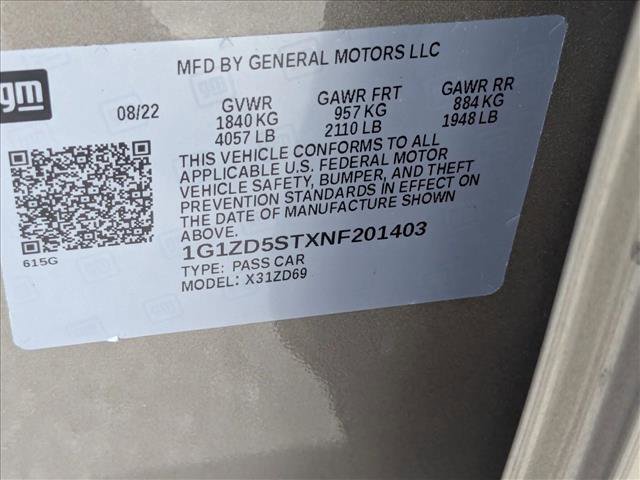 MFD BY GENERAL MOTORS LLC
gm
08/22
GVWR
1840 KG
4057 LB
GAWR FRT
957 KG
2110 LB
GAWR RR
884 KG
1948 LB
THIS VEHICLE CONFORMS TO ALL
APPLICABLE U.S. FEDERAL MOTOR
VEHICLE SAFETY, BUMPER, AND THEFT
PREVENTION STANDARDS IN EFFECT ON
THE DATE OF MANUFACTURE SHOWN
ABOVE.
1G1ZD5STXNF201403
TYPE: PASS CAR
MODEL: X31ZD69
615G